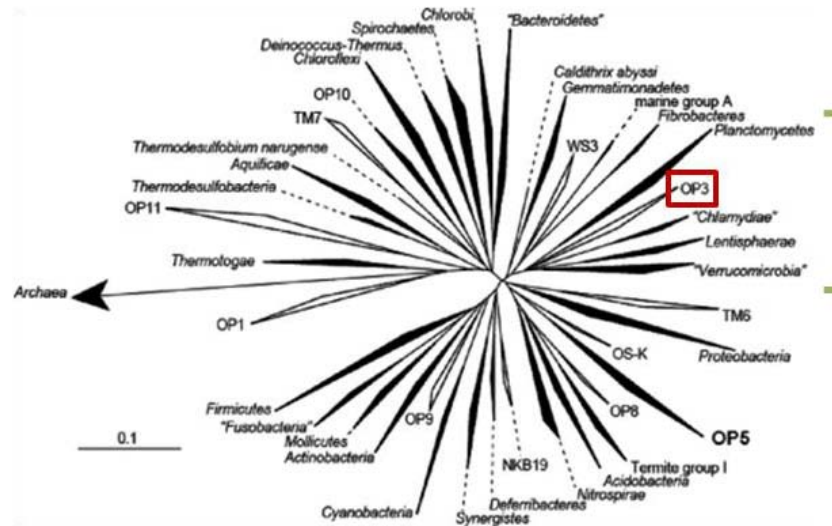 Chlorobi
"Bacteroidetes"
Spirochaetes
Deinococcus-Thermus
Chloroflexi
Caldithrix abyssi
Gemmatimonadetes
OP10
marine group A
TM7
Fibrobacteres
Planctomycetes
WS3
Thermodesulfobium narugense
Aquificae
OP3
Thermodesulfobacteria
OP11
"Chlamydiae"
Lentisphaerae
Thermotogae
"Verrucomicrobia"
Archaea
OP1
TM6
OS-K
Proteobacteria
Firmicutes
"Fusobacteria"
OP9
OP8
0.1
Mollicutes
OP5
Actinobacteria
NKB19
Termite group I
Acidobacteria
Nitrospirae
Deferribacteres
Cyanobacteria
Synergistes